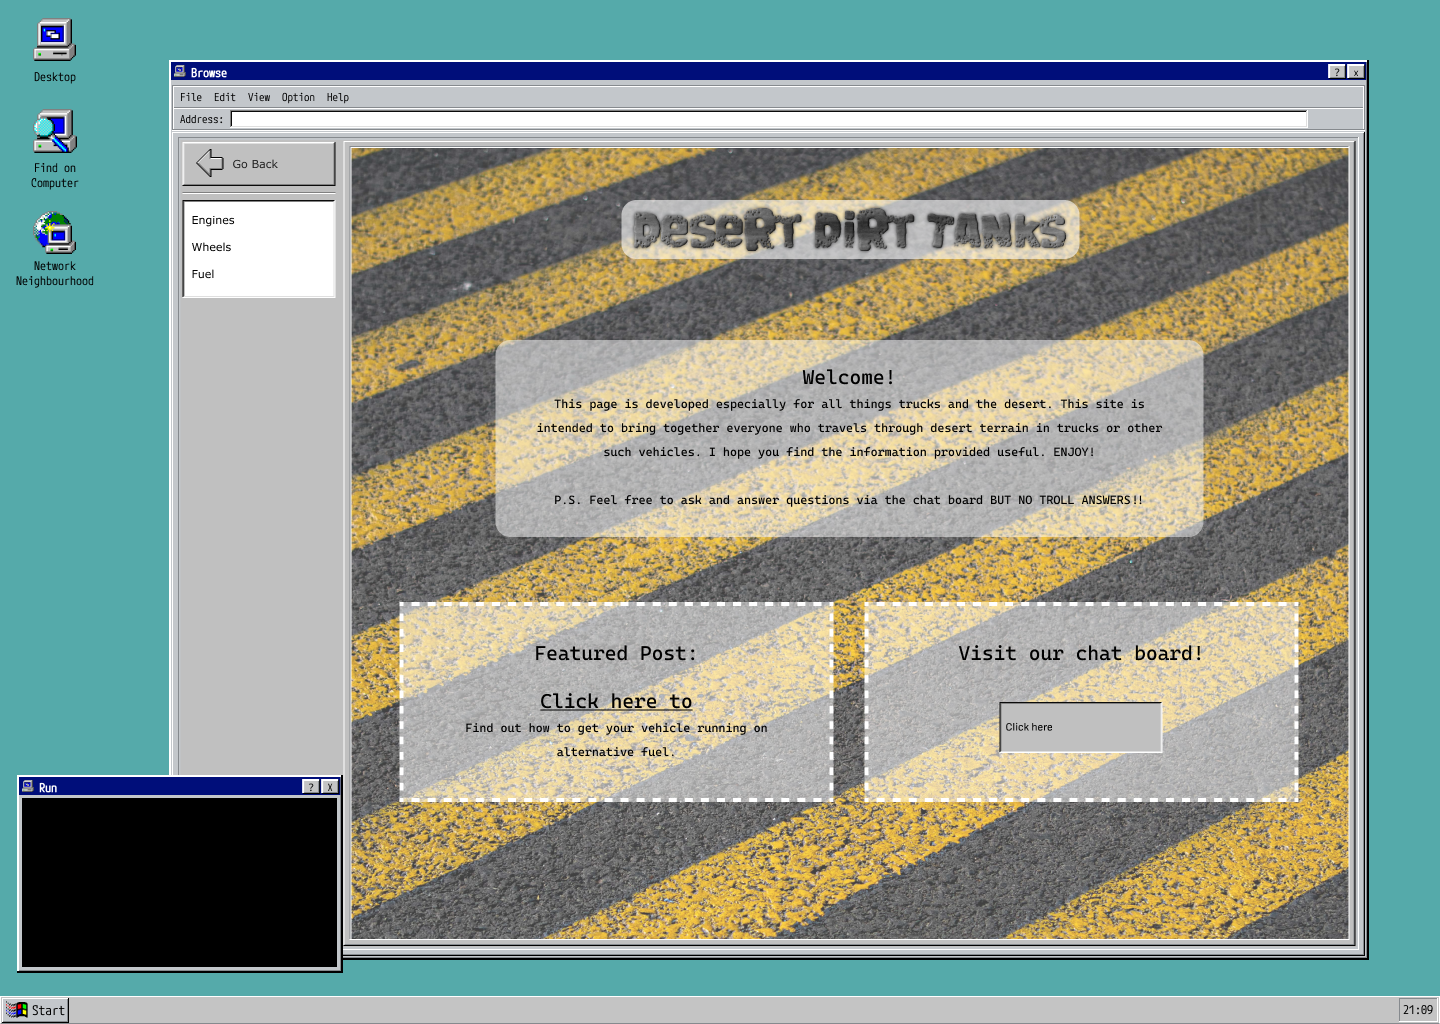 Desktop
Find on
Computer
Network
Neighbourhood
Browse
? x
File Edit View Option Help
Address:
Go Back
Engines
Wheels
Fuel
DESERT DiRT TANKS
Welcome!
This page is developed especially for all things trucks and the desert. This site is
intended to bring together everyone who travels through desert terrain in trucks or other
such vehicles. I hope you find the information provided useful. ENJOY!
P.S. Feel free to ask and answer questions via the chat board BUT NO TROLL ANSWERS!!
Featured Post:
Click here to
Find out how to get your vehicle running on
alternative fuel.
Visit our chat board!
Click here
Run
? X
Start
21:09